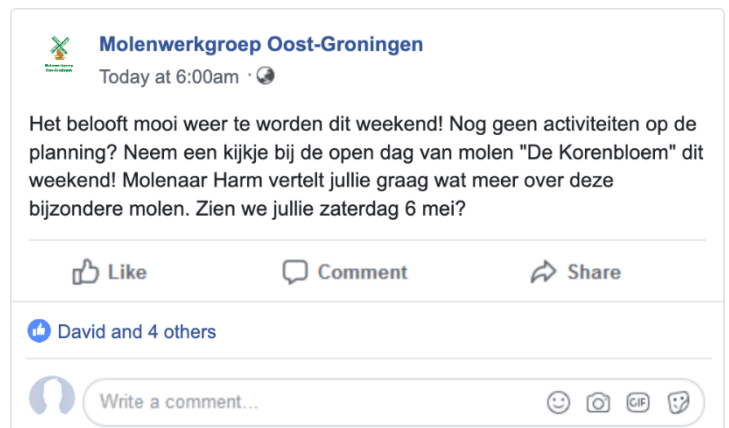 Molenwerkgroep Oost-Groningen
Today at 6:00am ·
Het belooft mooi weer te worden dit weekend! Nog geen activiteiten op de
planning? Neem een kijkje bij de open dag van molen "De Korenbloem" dit
weekend! Molenaar Harm vertelt jullie graag wat meer over deze
bijzondere molen. Zien we jullie zaterdag 6 mei?
Like Comment Share
David and 4 others
Write a comment... GIF